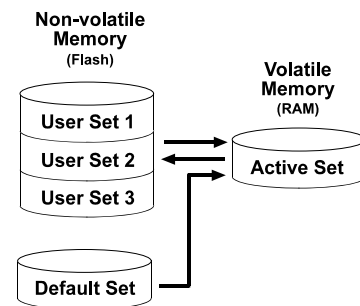 Non-volatile
Memory
(Flash)
User Set 1
User Set 2
User Set 3
Default Set
Volatile
Memory
(RAM)
Active Set